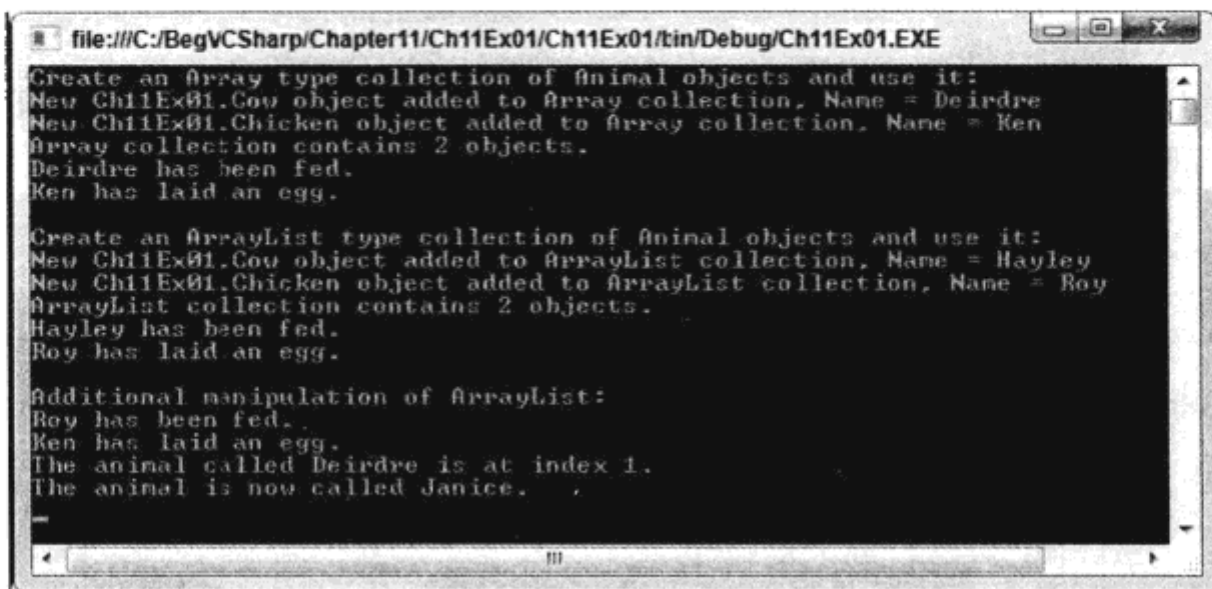 file:///C:/BegVCSharp/Chapter11/Ch11Ex01/Ch11Ex01/bin/Debug/Ch11Ex01.EXE
Create an Array type collection of Animal objects and use it:
New Ch11Ex01.Cow object added to Array collection, Name = Deirdre
New Ch11Ex01.Chicken object added to Array collection, Name = Ken
Array collection contains 2 objects.
Deirdre has been fed.
Ken has laid an egg.
Create an ArrayList type collection of Animal objects and use it:
New Ch11Ex01.Cow object added to ArrayList collection, Name = Hayley
New Ch11Ex01.Chicken object added to ArrayList collection, Name = Roy
ArrayList collection contains 2 objects.
Hayley has been fed.
Roy has laid an egg.
Additional manipulation of ArrayList:
Roy has been fed.
Ken has laid an egg.
The animal called Deirdre is at index 1.
The animal is now called Janice.